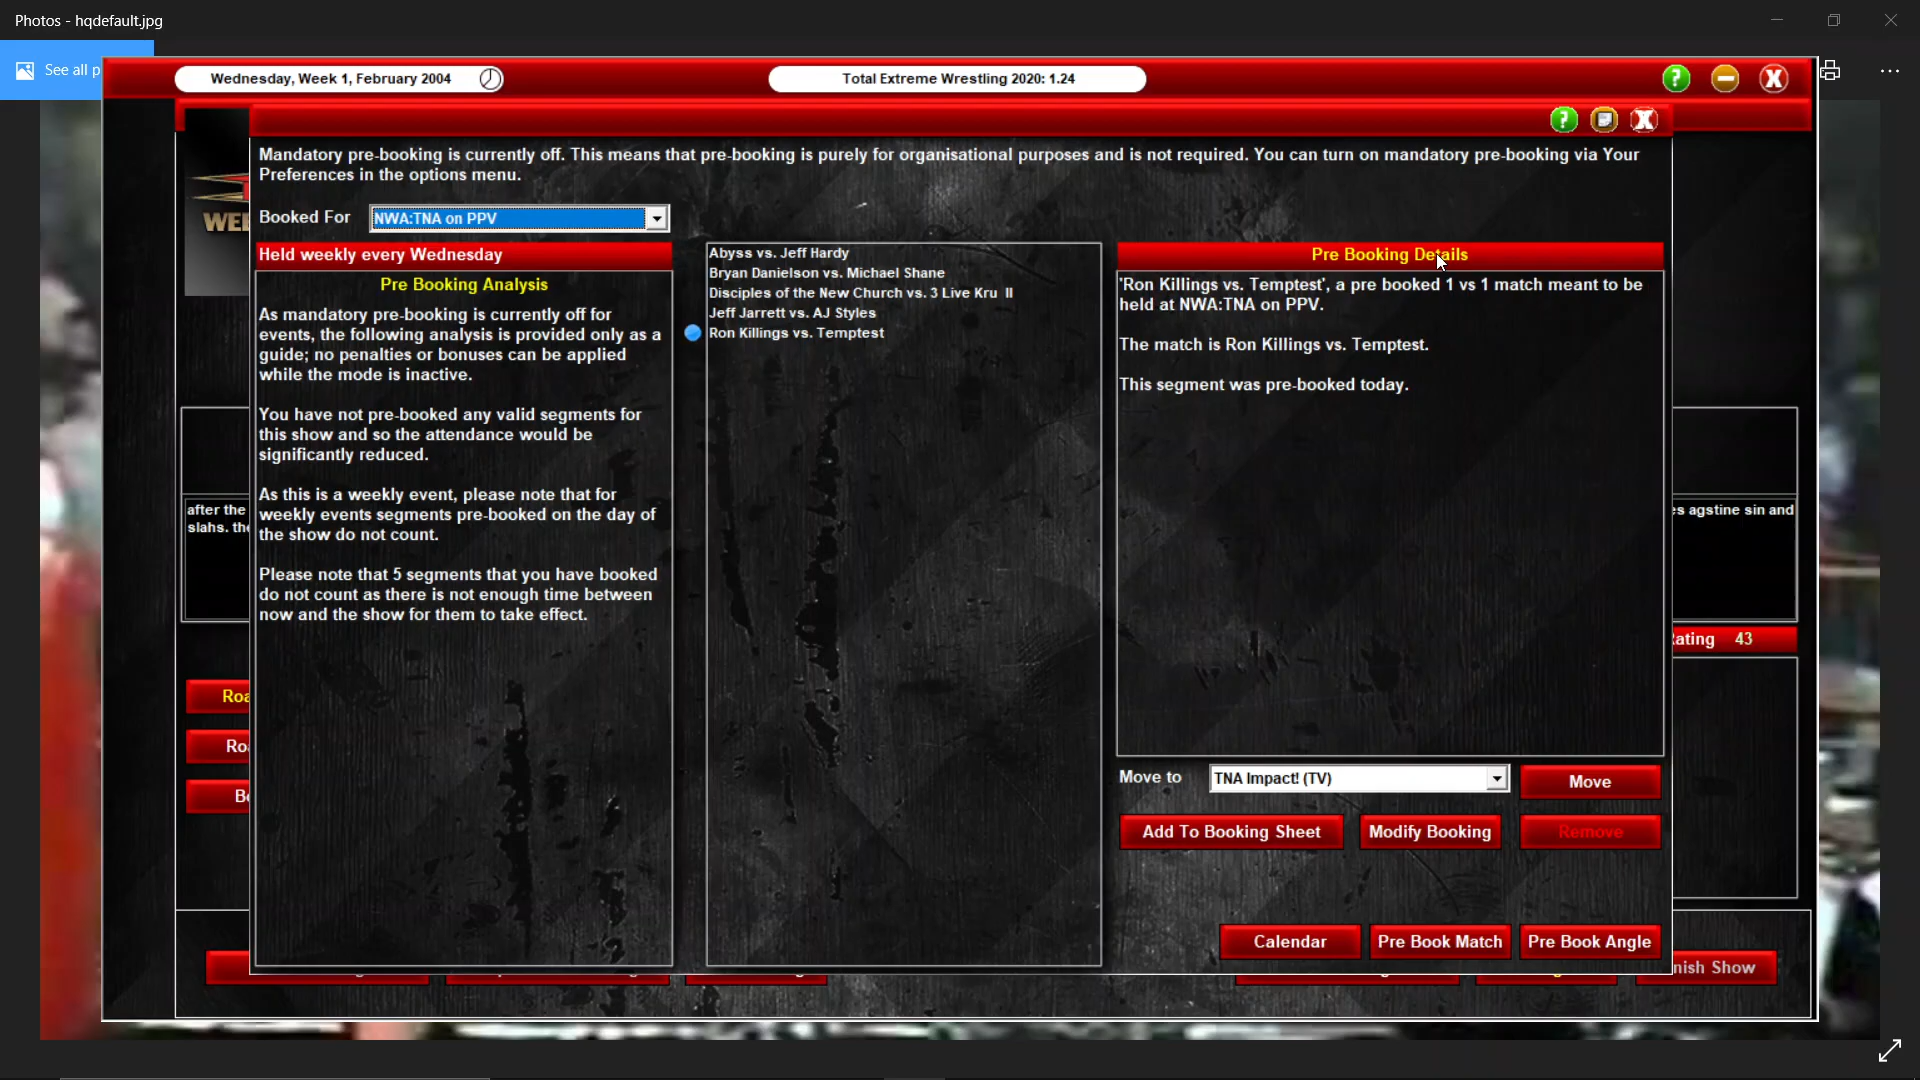 Photos - hqdefault.jpg
See all p
Wednesday, Week 1, February 2004
Total Extreme Wrestling 2020: 1.24
Mandatory pre-booking is currently off. This means that pre-booking is purely for organisational purposes and is not required. You can turn on mandatory pre-booking via Your
Preferences in the options menu.
WEE
Booked For
NWA:TNA on PPV
Held weekly every Wednesday
Pre Booking Analysis
As mandatory pre-booking is currently off for
events, the following analysis is provided only as a
guide; no penalties or bonuses can be applied
while the mode is inactive.
You have not pre-booked any valid segments for
this show and so the attendance would be
significantly reduced.
As this is a weekly event, please note that for
weekly events segments pre-booked on the day of
the show do not count.
Please note that 5 segments that you have booked
do not count as there is not enough time between
now and the show for them to take effect.
Abyss vs. Jeff Hardy
Bryan Danielson vs. Michael Shane
Disciples of the New Church vs. 3 Live Kru II
Jeff Jarrett vs. AJ Styles
Ron Killings vs. Temptest
Pre Booking Details
'Ron Killings vs. Temptest', a pre booked 1 vs 1 match meant to be
held at NWA:TNA on PPV.
The match is Ron Killings vs. Temptest.
This segment was pre-booked today.
Move to
TNA Impact! (TV)
Move
Add To Booking Sheet
Modify Booking
Remove
Calendar
Pre Book Match
Pre Book Angle
after the
slahs. the
es agstine sin and
ating 43
Roa
Roa
Bo
nish Show